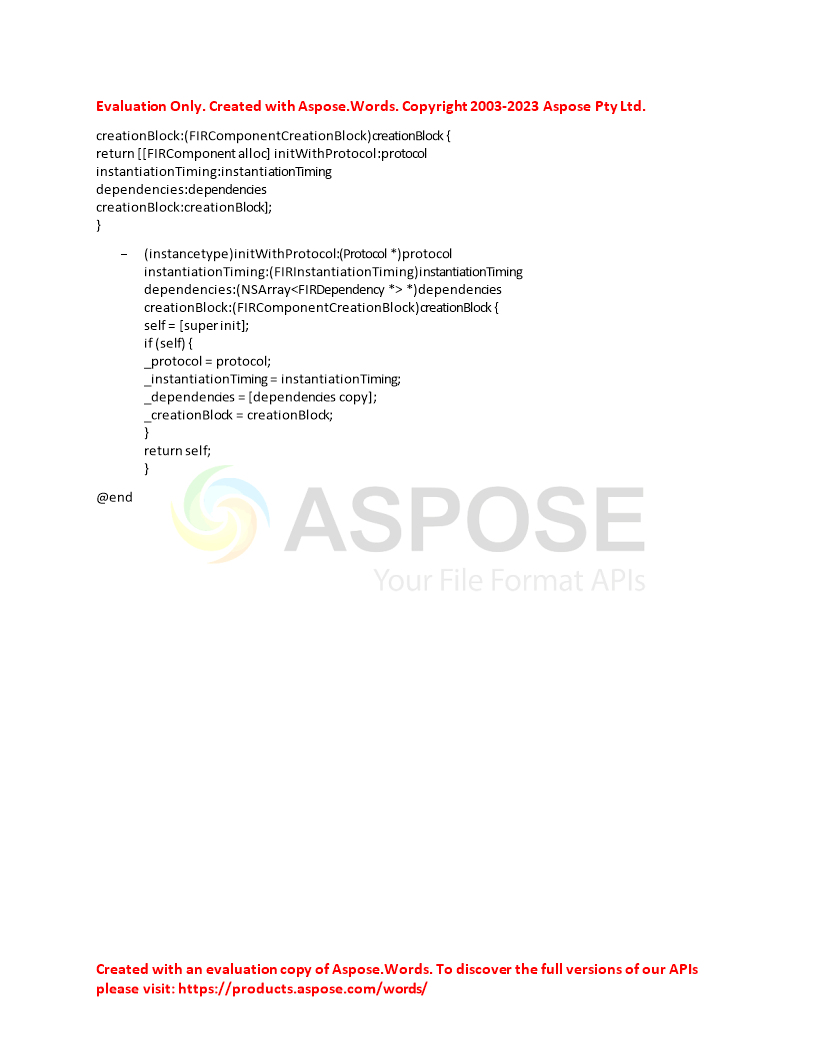 Evaluation Only. Created with Aspose.Words. Copyright 2003-2023 Aspose Pty Ltd.
creationBlock:(FIRComponentCreationBlock)creationBlock {
return [[FIRComponent alloc] initWithProtocol:protocol
instantiationTiming:instantiationTiming
dependencies:dependencies
creationBlock:creationBlock];
}
– (instancetype)initWithProtocol:(Protocol *)protocol
instantiationTiming:(FIRInstantiationTiming)instantiationTiming
dependencies:(NSArray<FIRDependency *> *)dependencies
creationBlock:(FIRComponentCreationBlock)creationBlock {
self = [super init];
if (self) {
_protocol = protocol;
_instantiationTiming = instantiationTiming;
_dependencies = [dependencies copy];
_creationBlock = creationBlock;
}
return self;
}
@end
ASPOSE
Your File Format APIs
Created with an evaluation copy of Aspose.Words. To discover the full versions of our APIs
please visit: https://products.aspose.com/words/